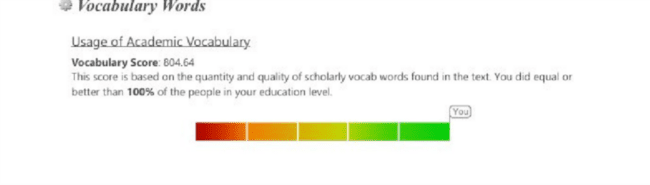 Vocabulary Words
Usage of Academic Vocabulary
Vocabulary Score: 804.64
This score is based on the quantity and quality of scholarly vocab words found in the text. You did equal or
better than 100% of the people in your education level.
You